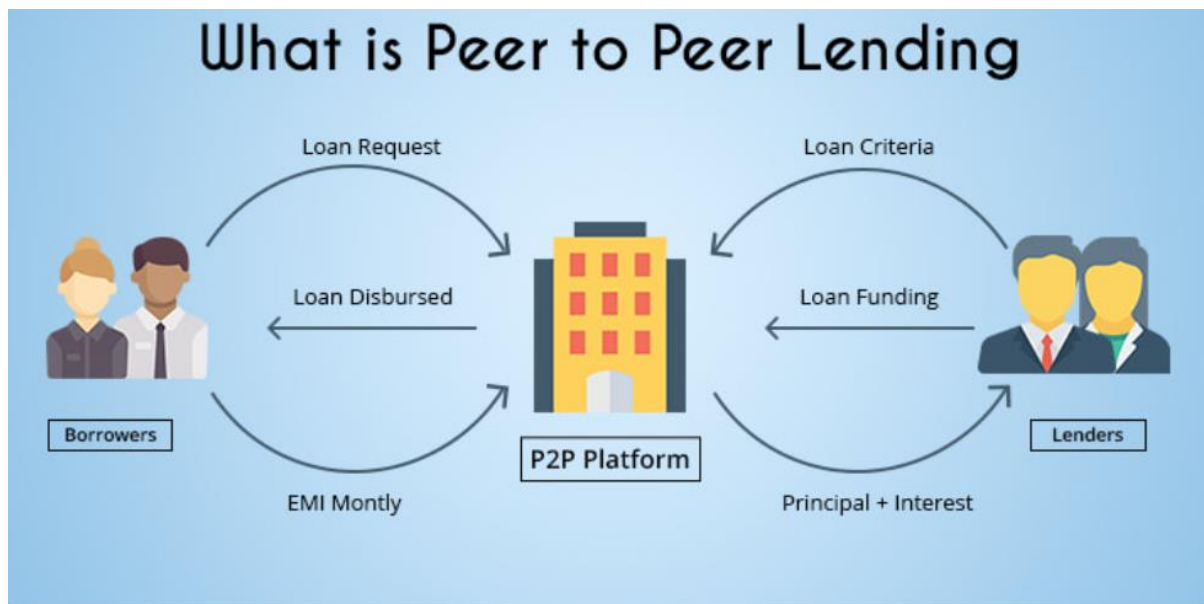 What is Peer to Peer Lending
Loan Request
Loan Criteria
Loan Disbursed
Loan Funding
Borrowers
P2P Platform
Lenders
EMI Montly
Principal + Interest